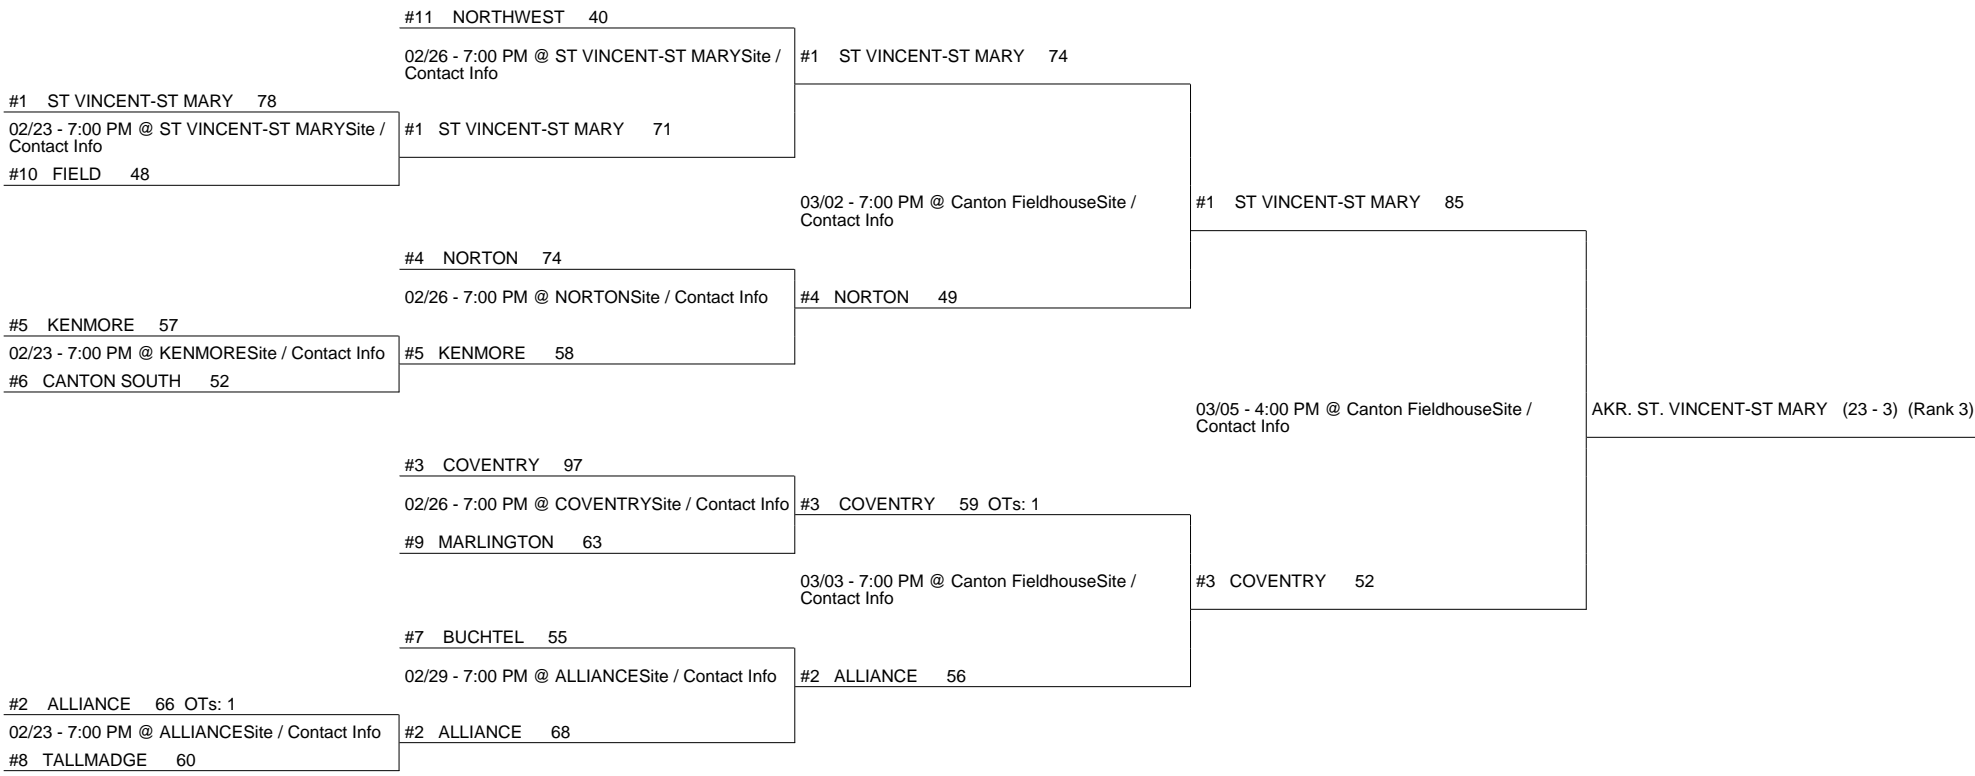 #11 NORTHWEST 40
02/26 - 7:00 PM @ ST VINCENT-ST MARYSite /
Contact Info
#1 ST VINCENT-ST MARY 74
#1 ST VINCENT-ST MARY 78
02/23 - 7:00 PM @ ST VINCENT-ST MARYSite /
Contact Info
#1 ST VINCENT-ST MARY 71
#10 FIELD 48
03/02 - 7:00 PM @ Canton FieldhouseSite /
Contact Info
#1 ST VINCENT-ST MARY 85
#4 NORTON 74
02/26 - 7:00 PM @ NORTONSite / Contact Info
#4 NORTON 49
#5 KENMORE 57
02/23 - 7:00 PM @ KENMORESite / Contact Info
#5 KENMORE 58
#6 CANTON SOUTH 52
03/05 - 4:00 PM @ Canton FieldhouseSite /
Contact Info
AKR. ST. VINCENT-ST MARY (23 - 3) (Rank 3)
#3 COVENTRY 97
02/26 - 7:00 PM @ COVENTRYSite / Contact Info
#3 COVENTRY 59 OTs: 1
#9 MARLINGTON 63
03/03 - 7:00 PM @ Canton FieldhouseSite /
Contact Info
#3 COVENTRY 52
#7 BUCHTEL 55
02/29 - 7:00 PM @ ALLIANCESite / Contact Info
#2 ALLIANCE 56
#2 ALLIANCE 66 OTs: 1
02/23 - 7:00 PM @ ALLIANCESite / Contact Info
#2 ALLIANCE 68
#8 TALLMADGE 60